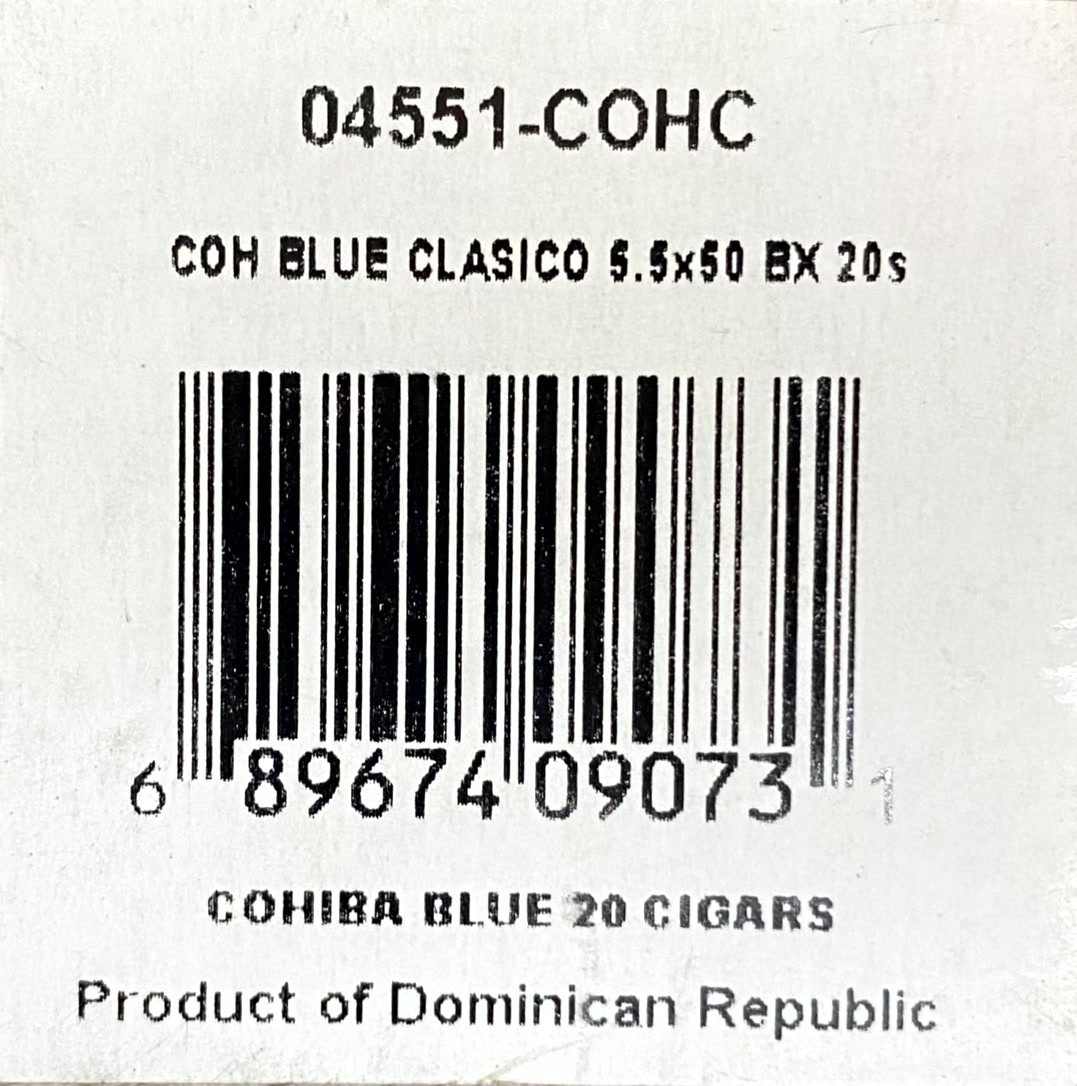 04551-COHC
COH BLUE CLASICO 5.5x50 BX 20s
6 89674 09073 1
COHIBA BLUE 20 CIGARS
Product of Dominican Republic